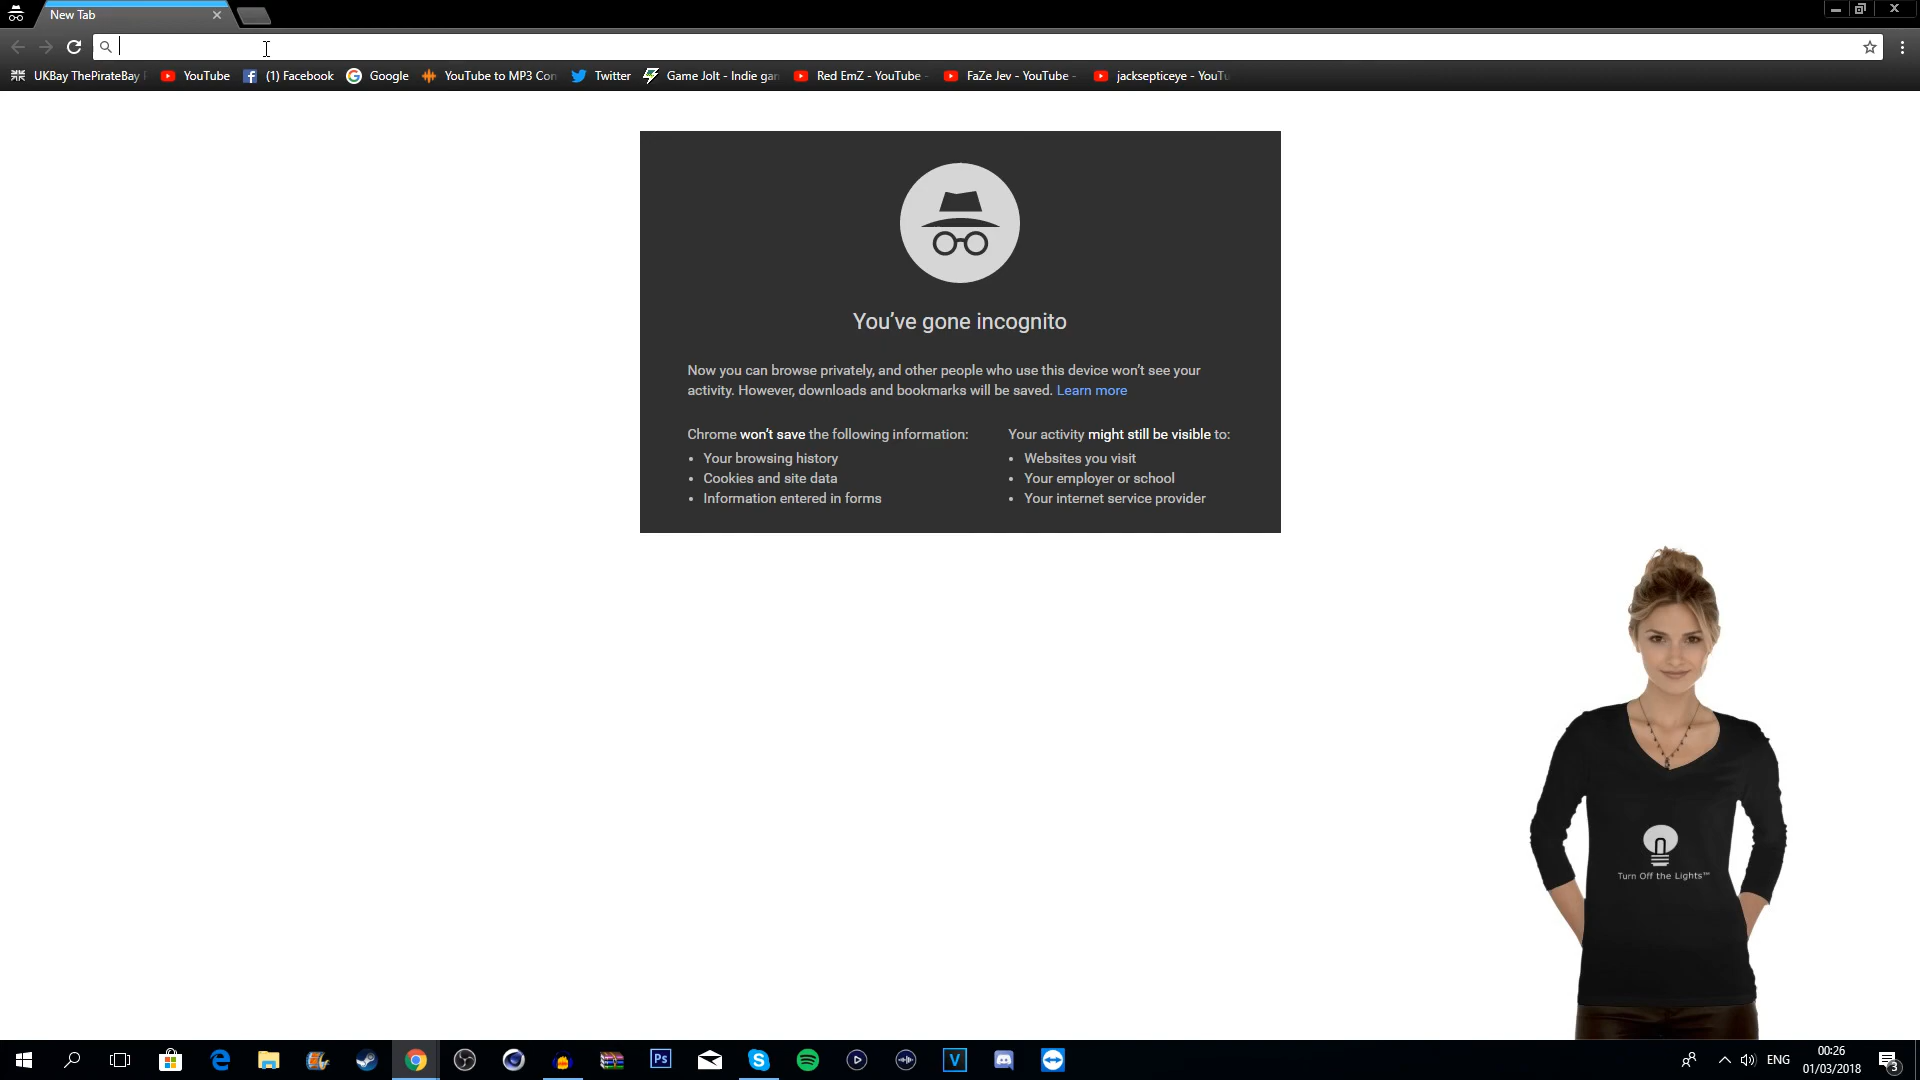 New Tab
UKBay ThePirateBay
YouTube
(1) Facebook
Google
YouTube to MP3 Con
Twitter
Game Jolt - Indie gar
Red EmZ - YouTube -
FaZe Jev - YouTube -
jacksepticeye - YouTu
You've gone incognito
Now you can browse privately, and other people who use this device won't see your
activity. However, downloads and bookmarks will be saved. Learn more
Chrome won't save the following information:
• Your browsing history
• Cookies and site data
• Information entered in forms
Your activity might still be visible to:
• Websites you visit
• Your employer or school
• Your internet service provider
Turn Off the Lights™
Ps
V
ENG
00:26
01/03/2018
3